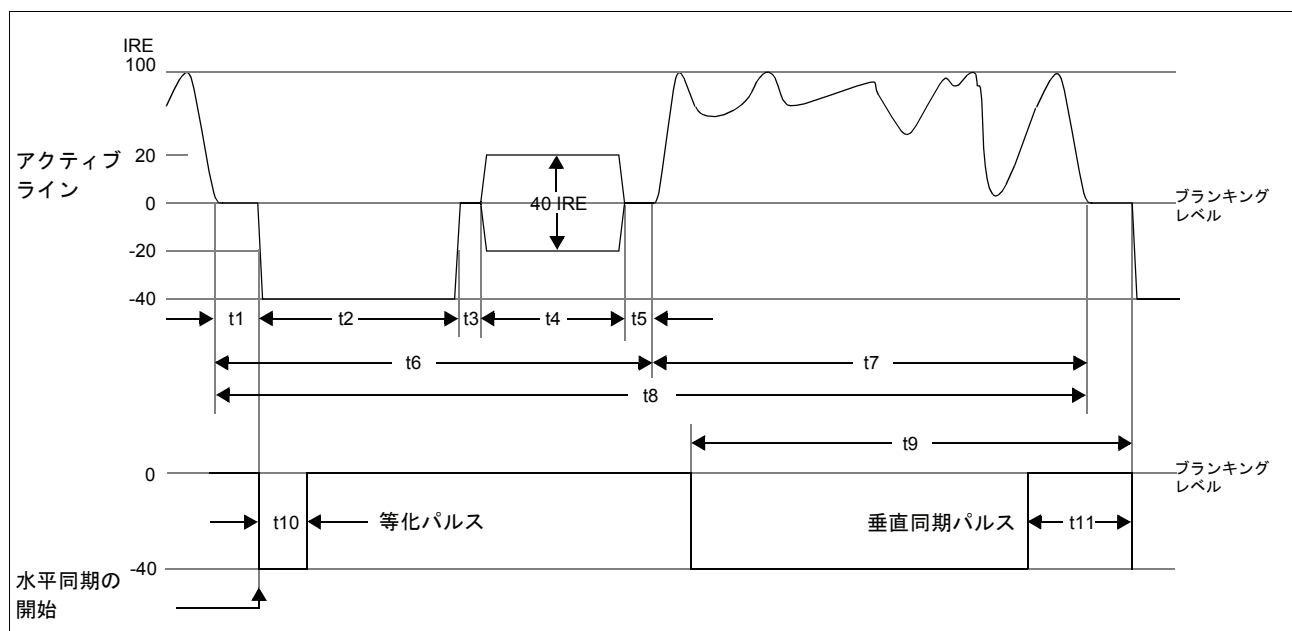 IRE
100
アクティブ
ライン
20
0
-20
-40
40 IRE
ブランキング
レベル
t1
t2
t3
t4
t5
t6
t7
t8
t9
0
ブランキング
レベル
t10
等化パルス
垂直同期パルス
t11
-40
水平同期の
開始